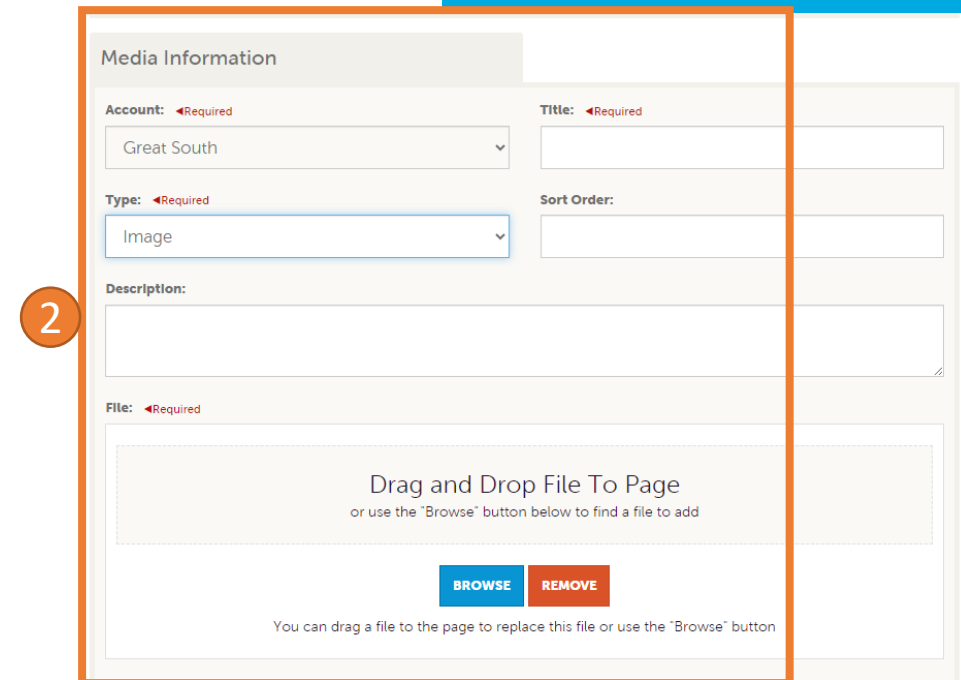 Media Information
Account: ◄Required
Title: ◄Required
Great South
Type: ◄Required
Sort Order:
Image
2
Description:
File: ◄Required
Drag and Drop File To Page
or use the "Browse" button below to find a file to add
BROWSE REMOVE
You can drag a file to the page to replace this file or use the "Browse" button